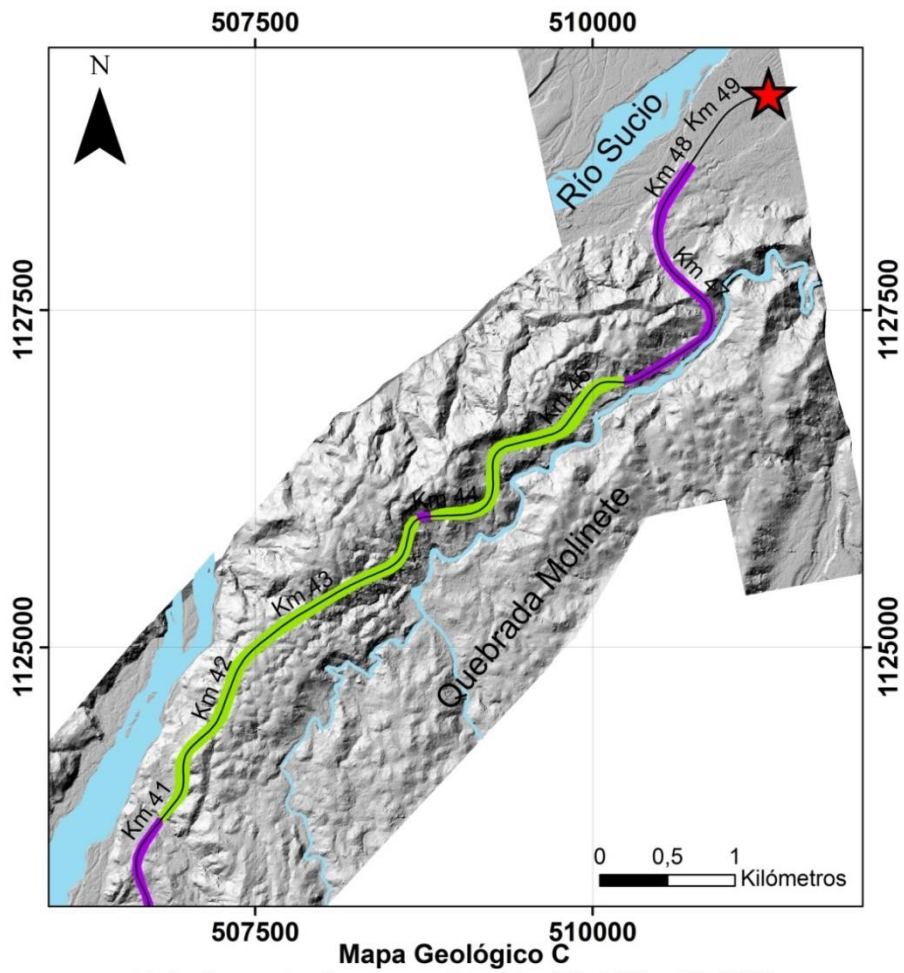 507500 510000
N
Km 49
Río Sucio
Km 48
Km 47
1127500 1127500
Km 46
Km 44
Quebrada Molinete
Km 43
1125000 1125000
Km 42
Km 41
0 0,5 1
Kilómetros
507500 510000
Mapa Geológico C